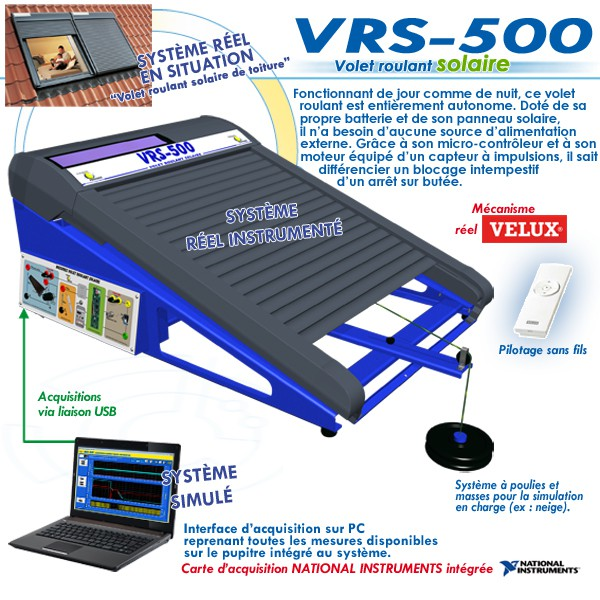 VRS-500
Volet roulant solaire
SYSTÈME RÉEL
EN SITUATION
"Volet roulant solaire de toiture"
Fonctionnant de jour comme de nuit, ce volet
roulant est entièrement autonome. Doté de sa
propre batterie et de son panneau solaire,
il n'a besoin d'aucune source d'alimentation
externe. Grâce à son micro-contrôleur et à son
moteur équipé d'un capteur à impulsions, il sait
différencier un blocage intempestif
d'un arrêt sur butée.
VRS-500
VOLET ROULANT SOLAIRE
SYSTÈME
RÉEL INSTRUMENTÉ
Mécanisme
réel VELUX
Pilotage sans fils
Acquisitions
via liaison USB
SYSTÈME
SIMULÉ
Système à poulies et
masses pour la simulation
en charge (ex : neige).
Interface d'acquisition sur PC
reprenant toutes les mesures disponibles
sur le pupitre intégré au système.
Carte d'acquisition NATIONAL INSTRUMENTS intégrée
NATIONAL
INSTRUMENTS